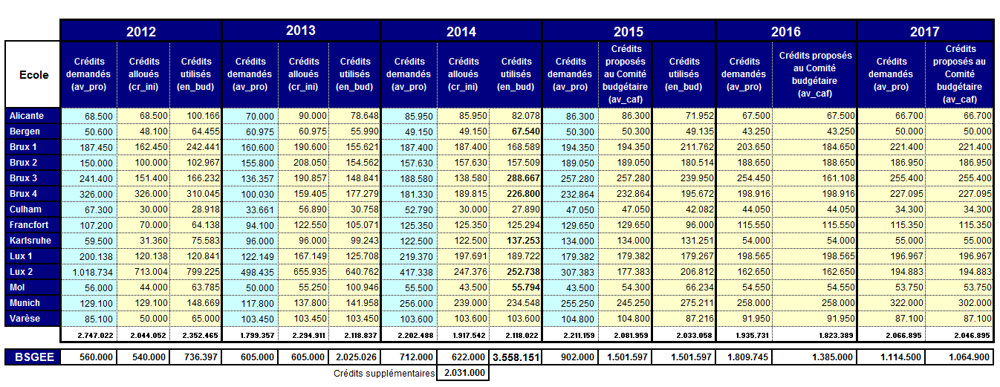 2012 2013 2014 2015 2016 2017
Ecole Crédits demandés (av_pro) Crédits alloués (cr_ini) Crédits utilisés (en_bud) Crédits demandés (av_pro) Crédits alloués (cr_ini) Crédits utilisés (en_bud) Crédits demandés (av_pro) Crédits alloués (cr_ini) Crédits utilisés (en_bud) Crédits demandés (av_pro) Crédits proposés au Comité budgétaire (av_caf) Crédits utilisés (en_bud) Crédits demandés (av_pro) Crédits proposés au Comité budgétaire (av_caf) Crédits demandés (av_pro) Crédits proposés au Comité budgétaire (av_caf)
Alicante 68.500 68.500 100.166 70.000 90.000 78.648 85.950 85.950 82.078 86.300 86.300 71.952 67.500 67.500 66.700 66.700
Bergen 50.600 48.100 64.455 60.975 60.975 55.990 49.150 49.150 67.540 50.300 50.300 49.135 43.250 43.250 50.000 50.000
Brux 1 187.450 162.450 242.441 160.600 190.600 155.621 187.400 187.400 168.589 194.350 194.350 211.762 203.650 184.650 221.400 221.400
Brux 2 150.000 100.000 102.967 155.800 208.050 154.562 157.630 157.630 157.509 189.050 189.050 180.514 188.650 188.650 186.950 186.950
Brux 3 241.400 151.400 166.232 136.357 190.857 148.841 188.580 138.580 288.667 257.280 257.280 239.950 254.450 161.108 255.400 255.400
Brux 4 326.000 326.000 310.045 100.030 159.405 177.279 181.330 189.815 226.800 232.864 232.864 195.672 198.916 198.916 227.095 227.095
Culham 67.300 30.000 28.918 33.661 56.890 30.758 52.790 30.000 27.890 47.050 47.050 42.082 44.050 44.050 34.300 34.300
Francfort 107.200 70.000 64.138 94.100 122.550 105.071 125.350 125.350 125.294 129.650 129.650 96.000 115.550 115.550 115.350 115.350
Karlsruhe 59.500 31.360 75.583 96.000 96.000 99.243 122.500 122.500 137.253 134.000 134.000 131.251 54.000 54.000 55.000 55.000
Lux 1 200.138 120.138 120.841 122.149 167.149 125.708 219.370 197.691 189.722 179.382 179.382 179.267 198.565 198.565 196.967 196.967
Lux 2 1.018.734 713.004 799.225 498.435 655.935 640.762 417.338 247.376 252.738 307.383 177.383 206.812 162.650 162.650 194.883 194.883
Mol 56.000 44.000 63.785 50.000 55.250 100.946 55.500 43.500 55.794 43.500 54.300 66.234 54.550 54.550 53.750 53.750
Munich 129.100 129.100 148.669 117.800 137.800 141.958 256.000 239.000 234.548 255.250 245.250 275.211 258.000 258.000 322.000 302.000
Varèse 85.100 50.000 65.000 103.450 103.450 103.450 103.600 103.600 103.600 104.800 104.800 87.216 91.950 91.950 87.100 87.100
2.747.022 2.044.052 2.352.465 1.799.357 2.294.911 2.118.837 2.202.488 1.917.542 2.118.022 2.211.159 2.081.959 2.033.058 1.935.731 1.823.389 2.066.895 2.046.895
BSGEE 560.000 540.000 736.397 605.000 605.000 2.025.026 712.000 622.000 3.558.151 902.000 1.501.597 1.501.597 1.809.745 1.385.000 1.114.500 1.064.900
Crédits supplémentaires 2.031.000